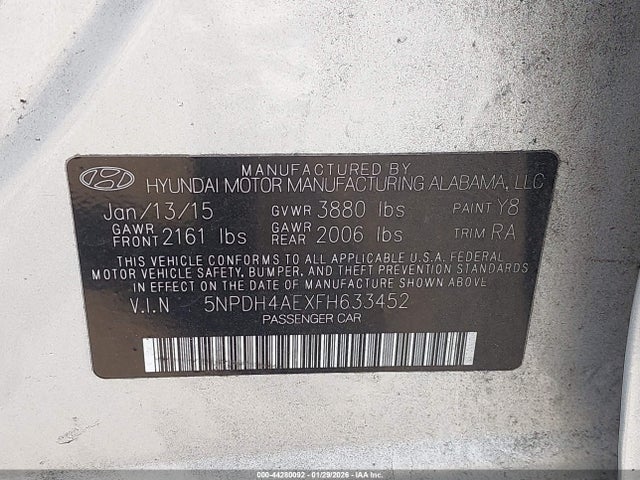 MANUFACTURED BY
HYUNDAI MOTOR MANUFACTURING ALABAMA, LLC
Jan/13/15 GVWR 3880 lbs PAINT Y8
GAWR FRONT 2161 lbs GAWR REAR 2006 lbs TRIM RA
THIS VEHICLE CONFORMS TO ALL APPLICABLE U.S.A. FEDERAL
MOTOR VEHICLE SAFETY, BUMPER, AND THEFT PREVENTION STANDARDS
IN EFFECT ON THE DATE OF MANUFACTURE SHOWN ABOVE.
V.I.N 5NPDH4AEXFH633452
PASSENGER CAR
000-44280092 - 01/29/2026 - IAA Holdings, LLC